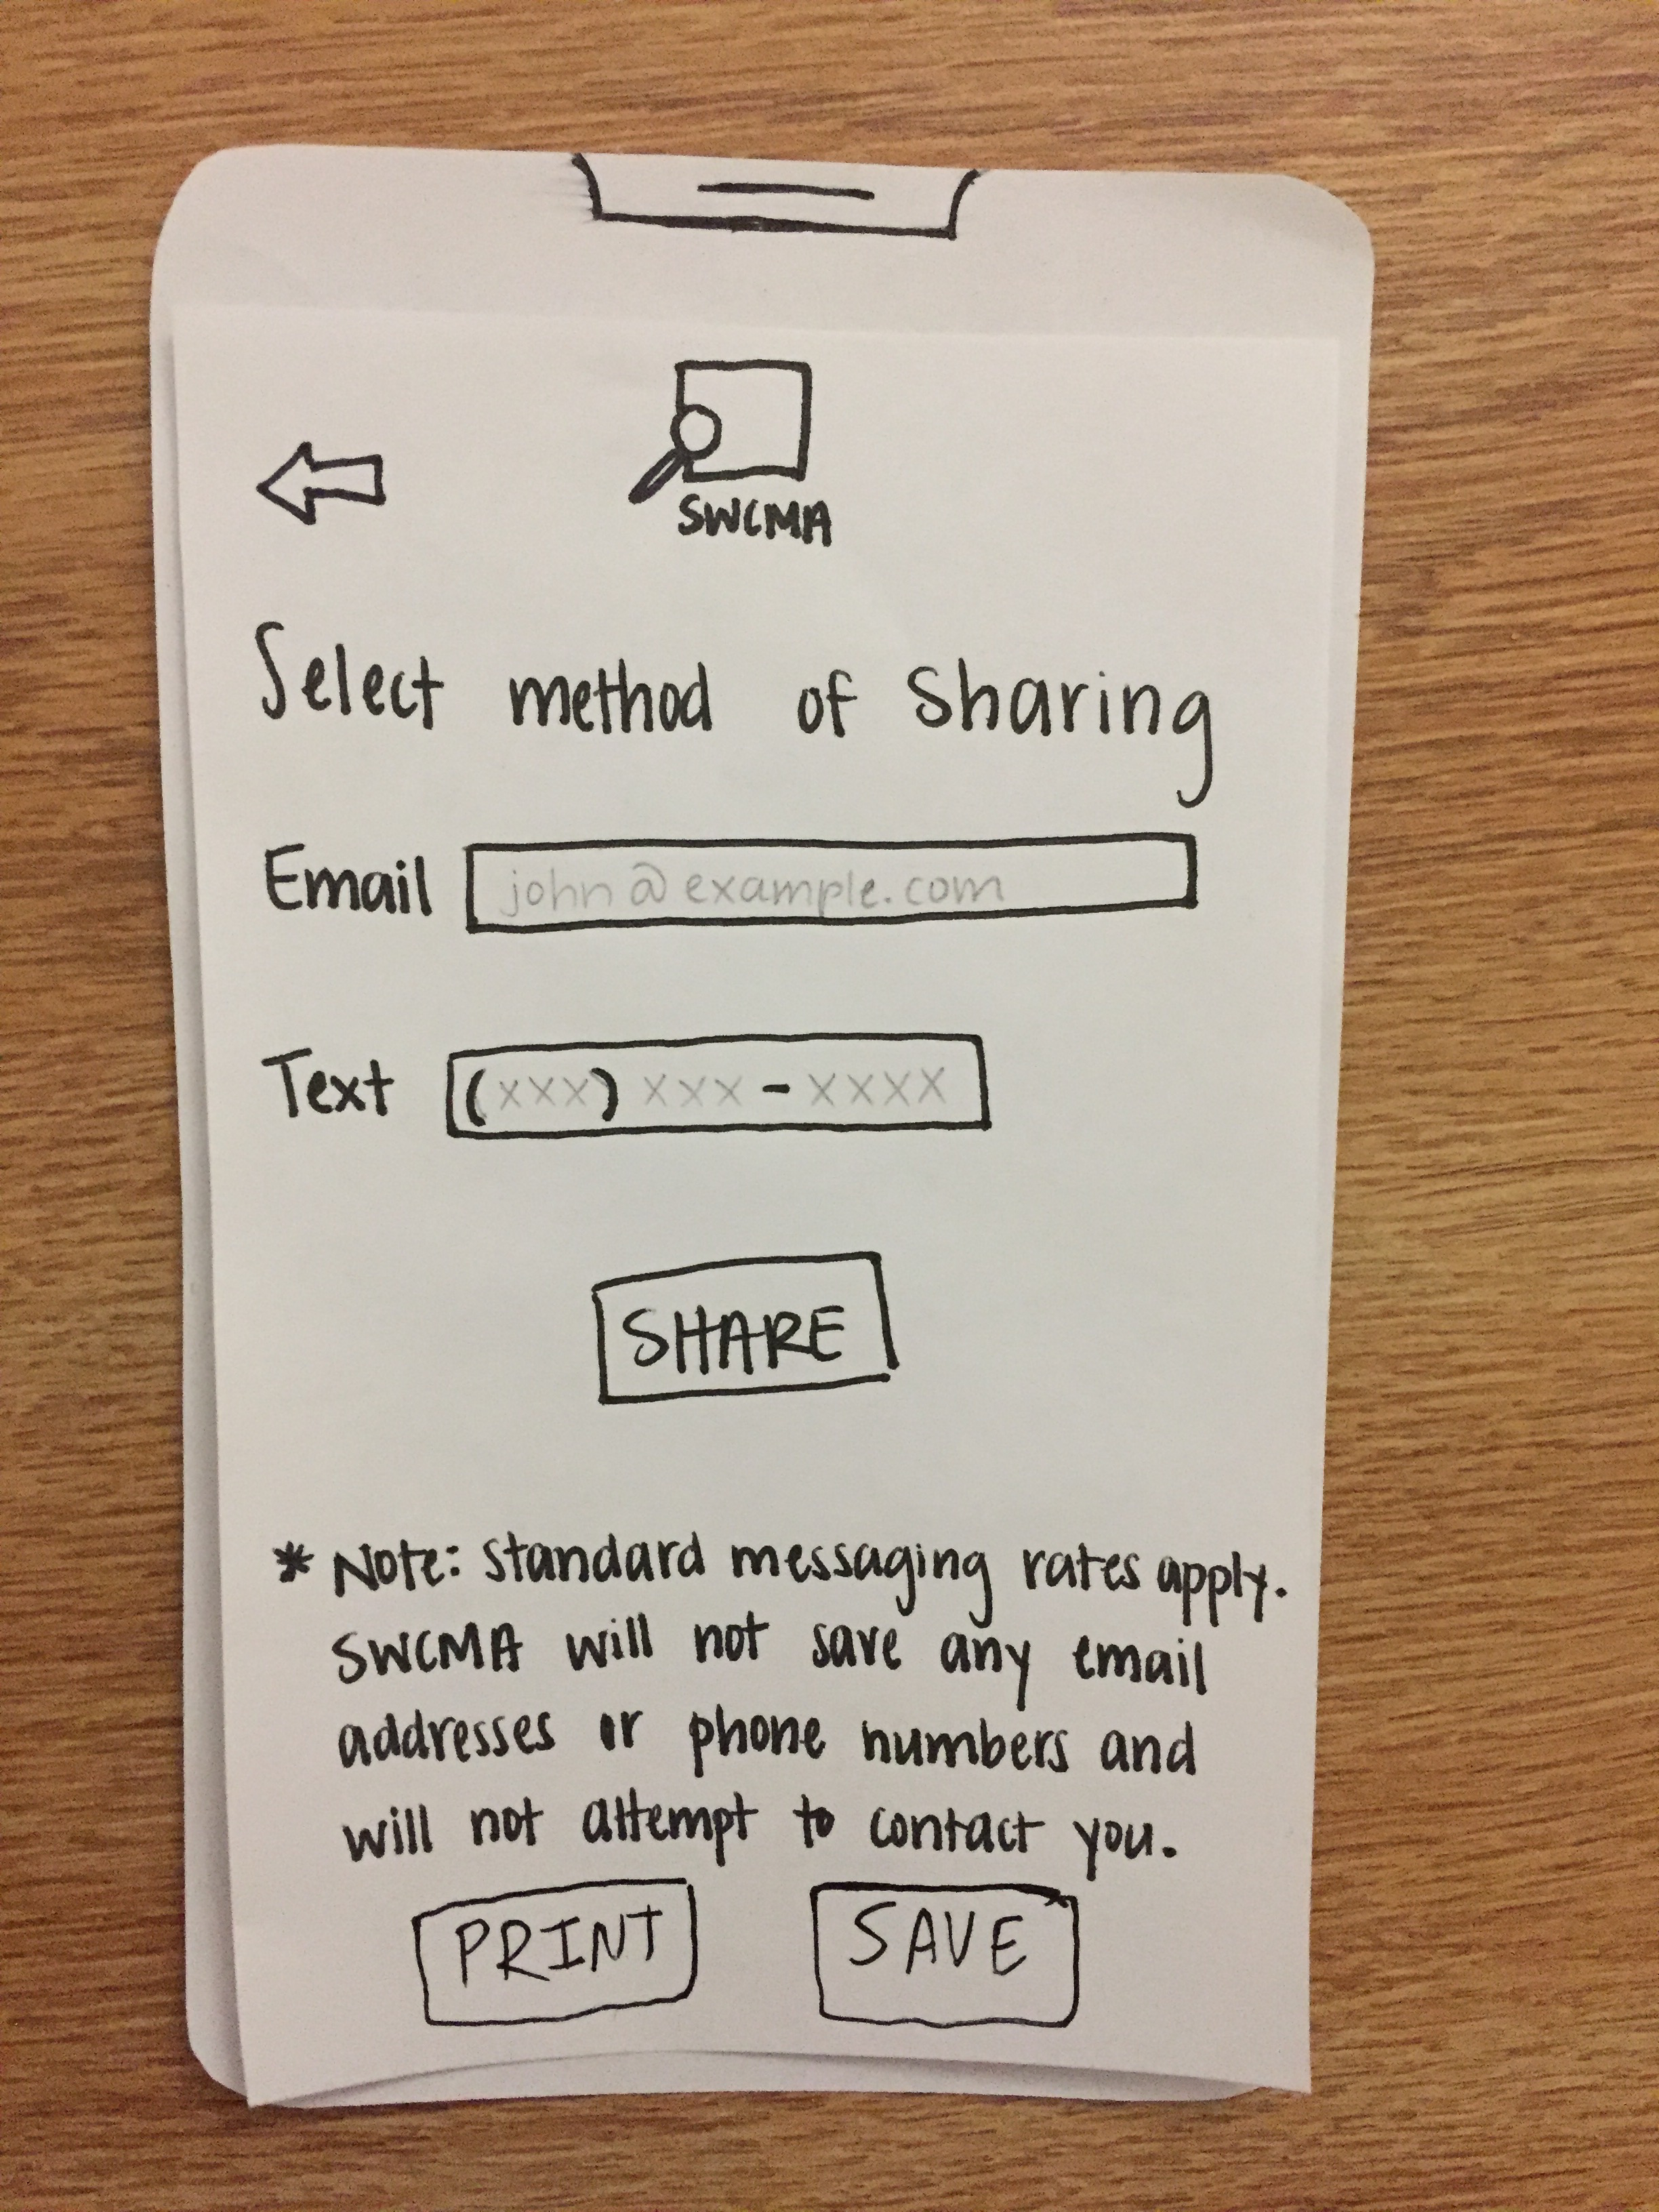 SWCMA
Select method of Sharing
Email john@example.com
Text (xxx) xxx-xxxx
SHARE
* Note: Standard messaging rates apply.
SWCMA will not save any email
addresses or phone numbers and
will not attempt to contact you.
PRINT SAVE